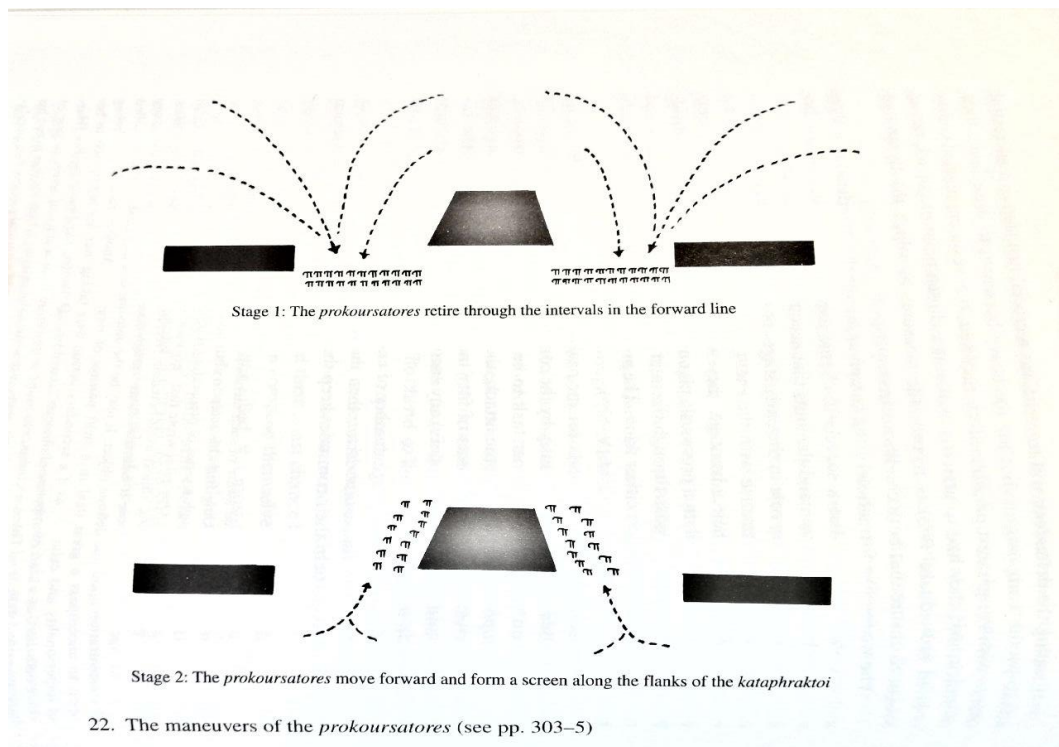 Stage 1: The prokoursatores retire through the intervals in the forward line
Stage 2: The prokoursatores move forward and form a screen along the flanks of the kataphraktoi
22. The maneuvers of the prokoursatores (see pp. 303–5)